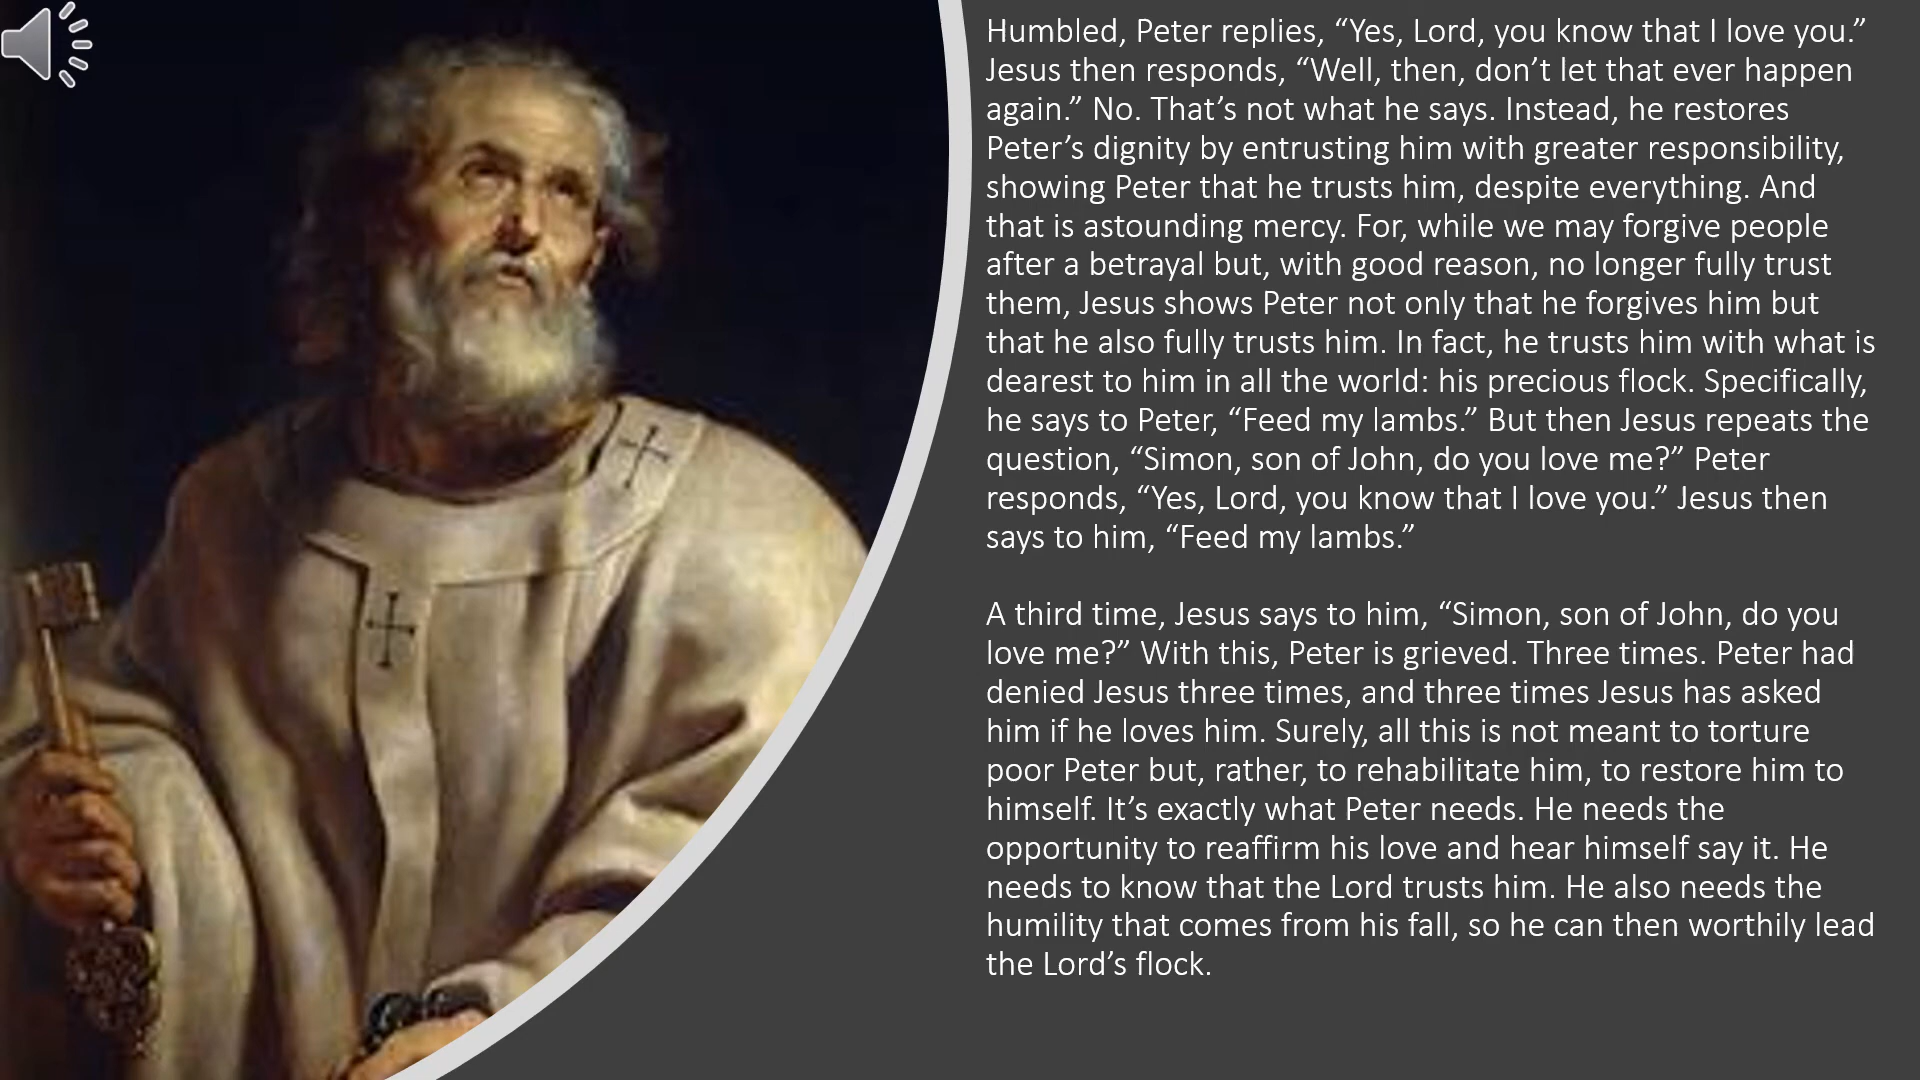 Humbled, Peter replies, “Yes, Lord, you know that I love you.”
Jesus then responds, “Well, then, don’t let that ever happen
again.” No. That’s not what he says. Instead, he restores
Peter’s dignity by entrusting him with greater responsibility,
showing Peter that he trusts him, despite everything. And
that is astounding mercy. For, while we may forgive people
after a betrayal but, with good reason, no longer fully trust
them, Jesus shows Peter not only that he forgives him but
that he also fully trusts him. In fact, he trusts him with what is
dearest to him in all the world: his precious flock. Specifically,
he says to Peter, “Feed my lambs.” But then Jesus repeats the
question, “Simon, son of John, do you love me?” Peter
responds, “Yes, Lord, you know that I love you.” Jesus then
says to him, “Feed my lambs.”
A third time, Jesus says to him, “Simon, son of John, do you
love me?” With this, Peter is grieved. Three times. Peter had
denied Jesus three times, and three times Jesus has asked
him if he loves him. Surely, all this is not meant to torture
poor Peter but, rather, to rehabilitate him, to restore him to
himself. It’s exactly what Peter needs. He needs the
opportunity to reaffirm his love and hear himself say it. He
needs to know that the Lord trusts him. He also needs the
humility that comes from his fall, so he can then worthily lead
the Lord’s flock.